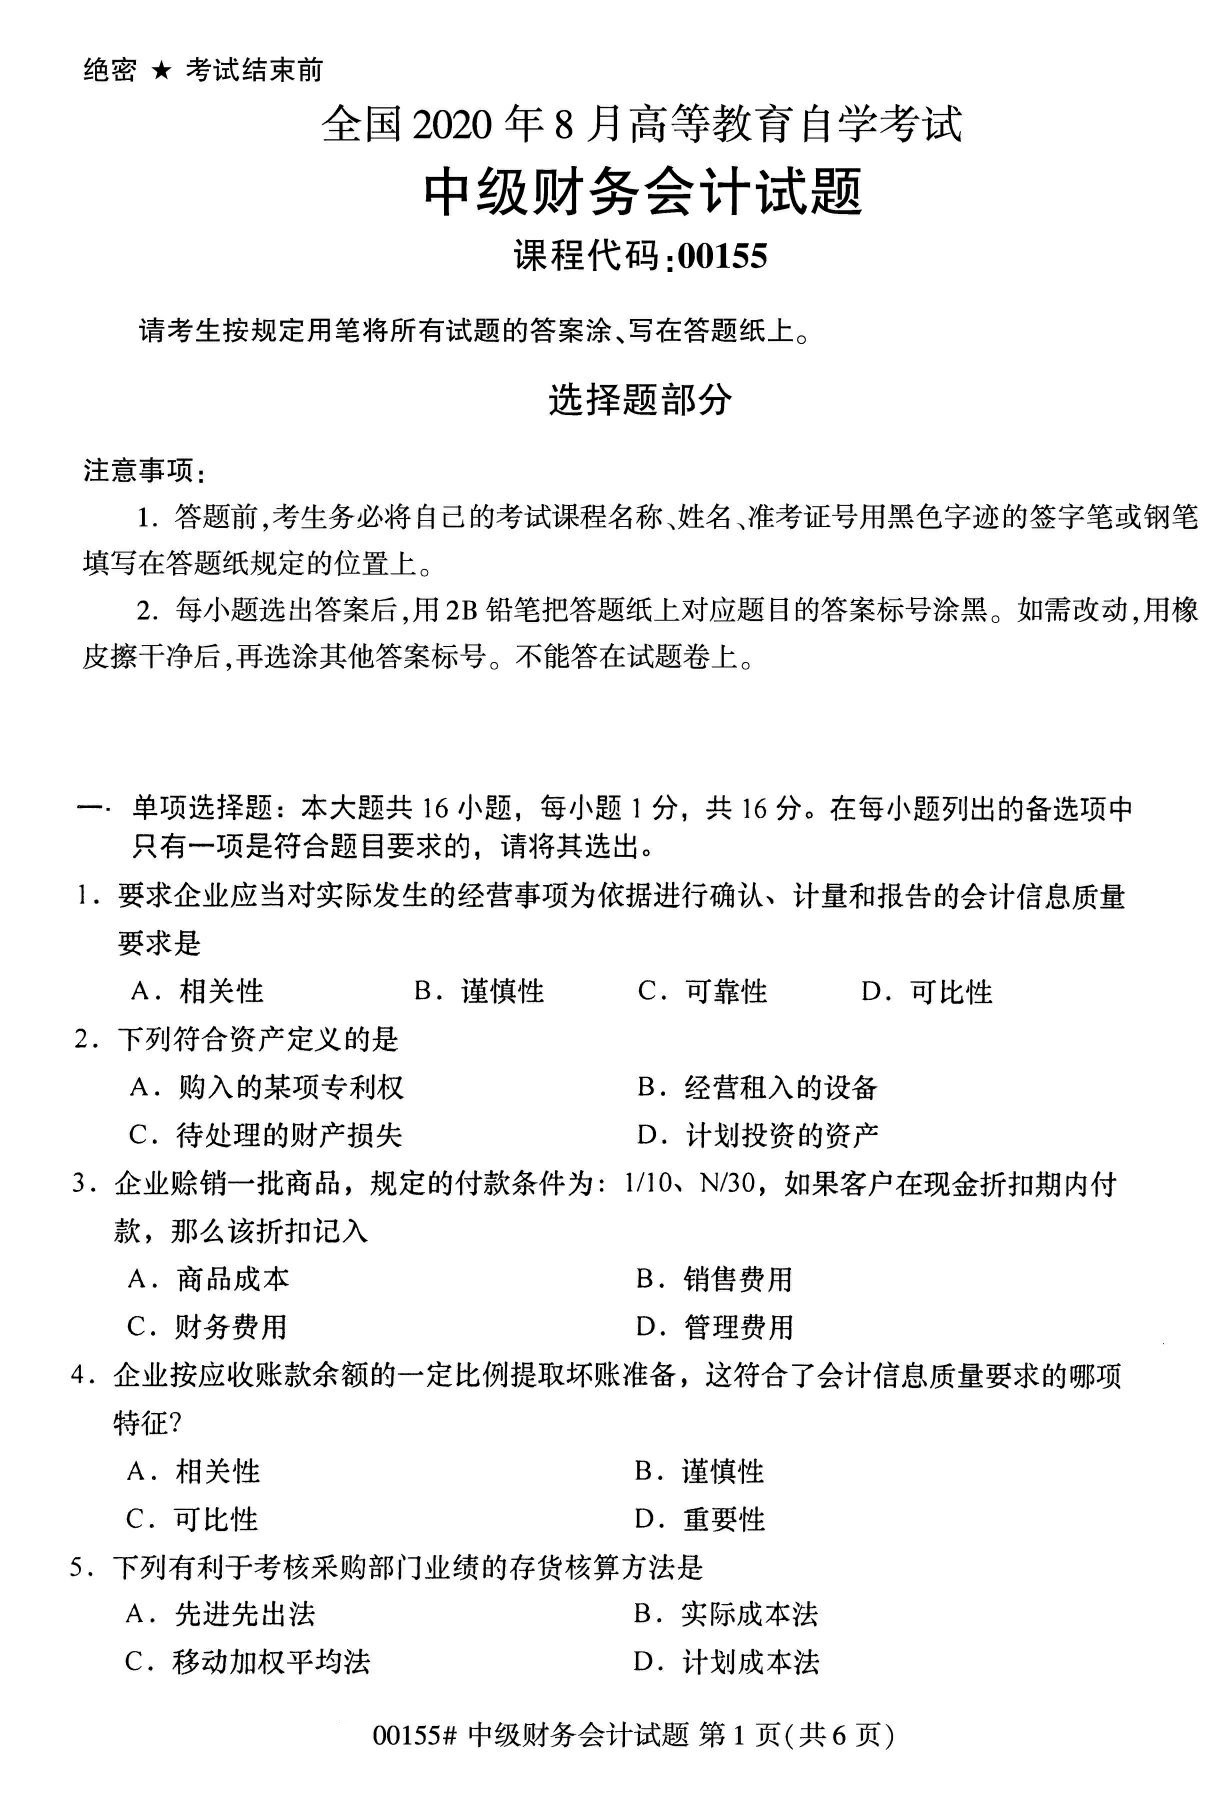 绝密 ★ 考试结束前
全国 2020 年 8 月高等教育自学考试
中级财务会计试题
课程代码:00155
请考生按规定用笔将所有试题的答案涂、写在答题纸上。
选择题部分
注意事项:
1. 答题前,考生务必将自己的考试课程名称、姓名、准考证号用黑色字迹的签字笔或钢笔
填写在答题纸规定的位置上。
2. 每小题选出答案后,用 2B 铅笔把答题纸上对应题目的答案标号涂黑。如需改动,用橡
皮擦干净后,再选涂其他答案标号。不能答在试题卷上。
一· 单项选择题：本大题共 16 小题，每小题 1 分，共 16 分。在每小题列出的备选项中
只有一项是符合题目要求的，请将其选出。
1．要求企业应当对实际发生的经营事项为依据进行确认、计量和报告的会计信息质量
要求是
A．相关性 B．谨慎性 C．可靠性 D．可比性
2．下列符合资产定义的是
A．购入的某项专利权 B．经营租入的设备
C．待处理的财产损失 D．计划投资的资产
3．企业赊销一批商品，规定的付款条件为：1/10、N/30，如果客户在现金折扣期内付
款，那么该折扣记入
A．商品成本 B．销售费用
C．财务费用 D．管理费用
4．企业按应收账款余额的一定比例提取坏账准备，这符合了会计信息质量要求的哪项
特征？
A．相关性 B．谨慎性
C．可比性 D．重要性
5．下列有利于考核采购部门业绩的存货核算方法是
A．先进先出法 B．实际成本法
C．移动加权平均法 D．计划成本法
00155# 中级财务会计试题 第 1 页(共 6 页)